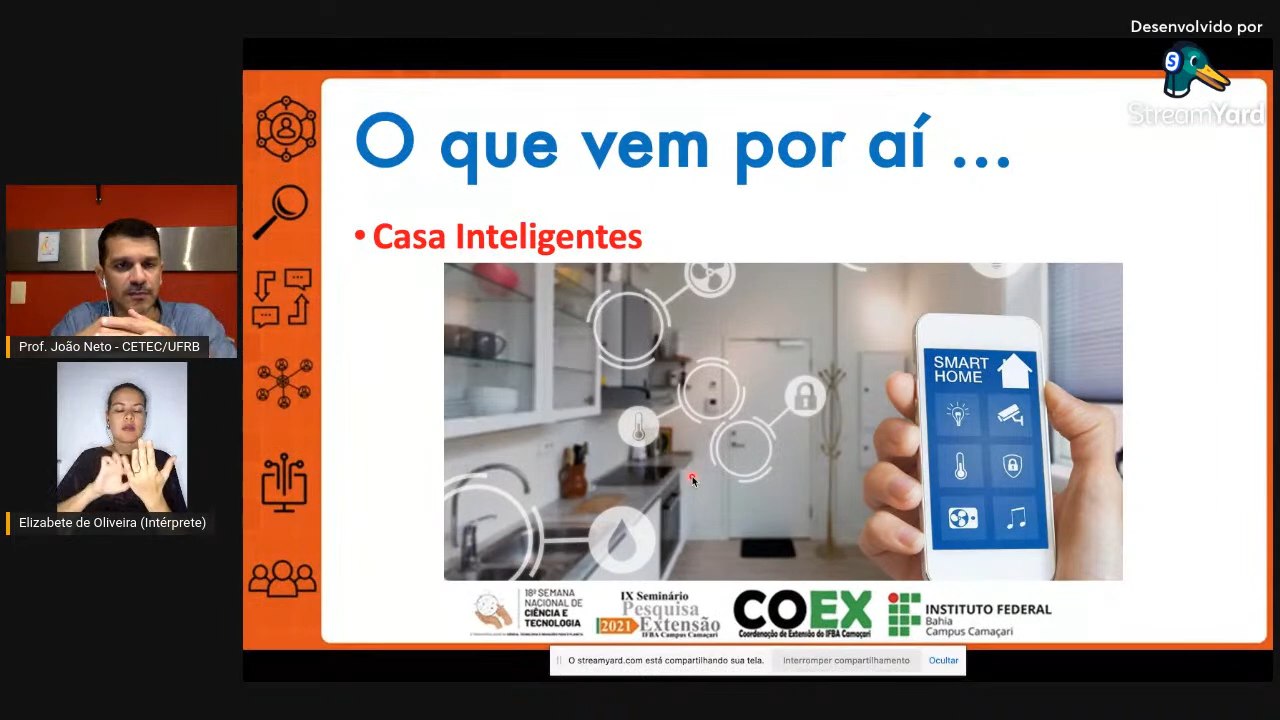 Desenvolvido por
StreamYard
O que vem por aí ...
• Casa Inteligentes
SMART
HOME
Prof. João Neto - CETEC/UFRB
Elizabete de Oliveira (Intérprete)
18ª SEMANA
NACIONAL DE
CIÊNCIA E
TECNOLOGIA
IX Seminário
Pesquisa
2021 Extensão
IFBA Campus Camaçari
COEX
Coordenação de Extensão do IFBA Camaçari
INSTITUTO FEDERAL
Bahia
Campus Camaçari
O streamyard.com está compartilhando sua tela.
Interromper compartilhamento
Ocultar